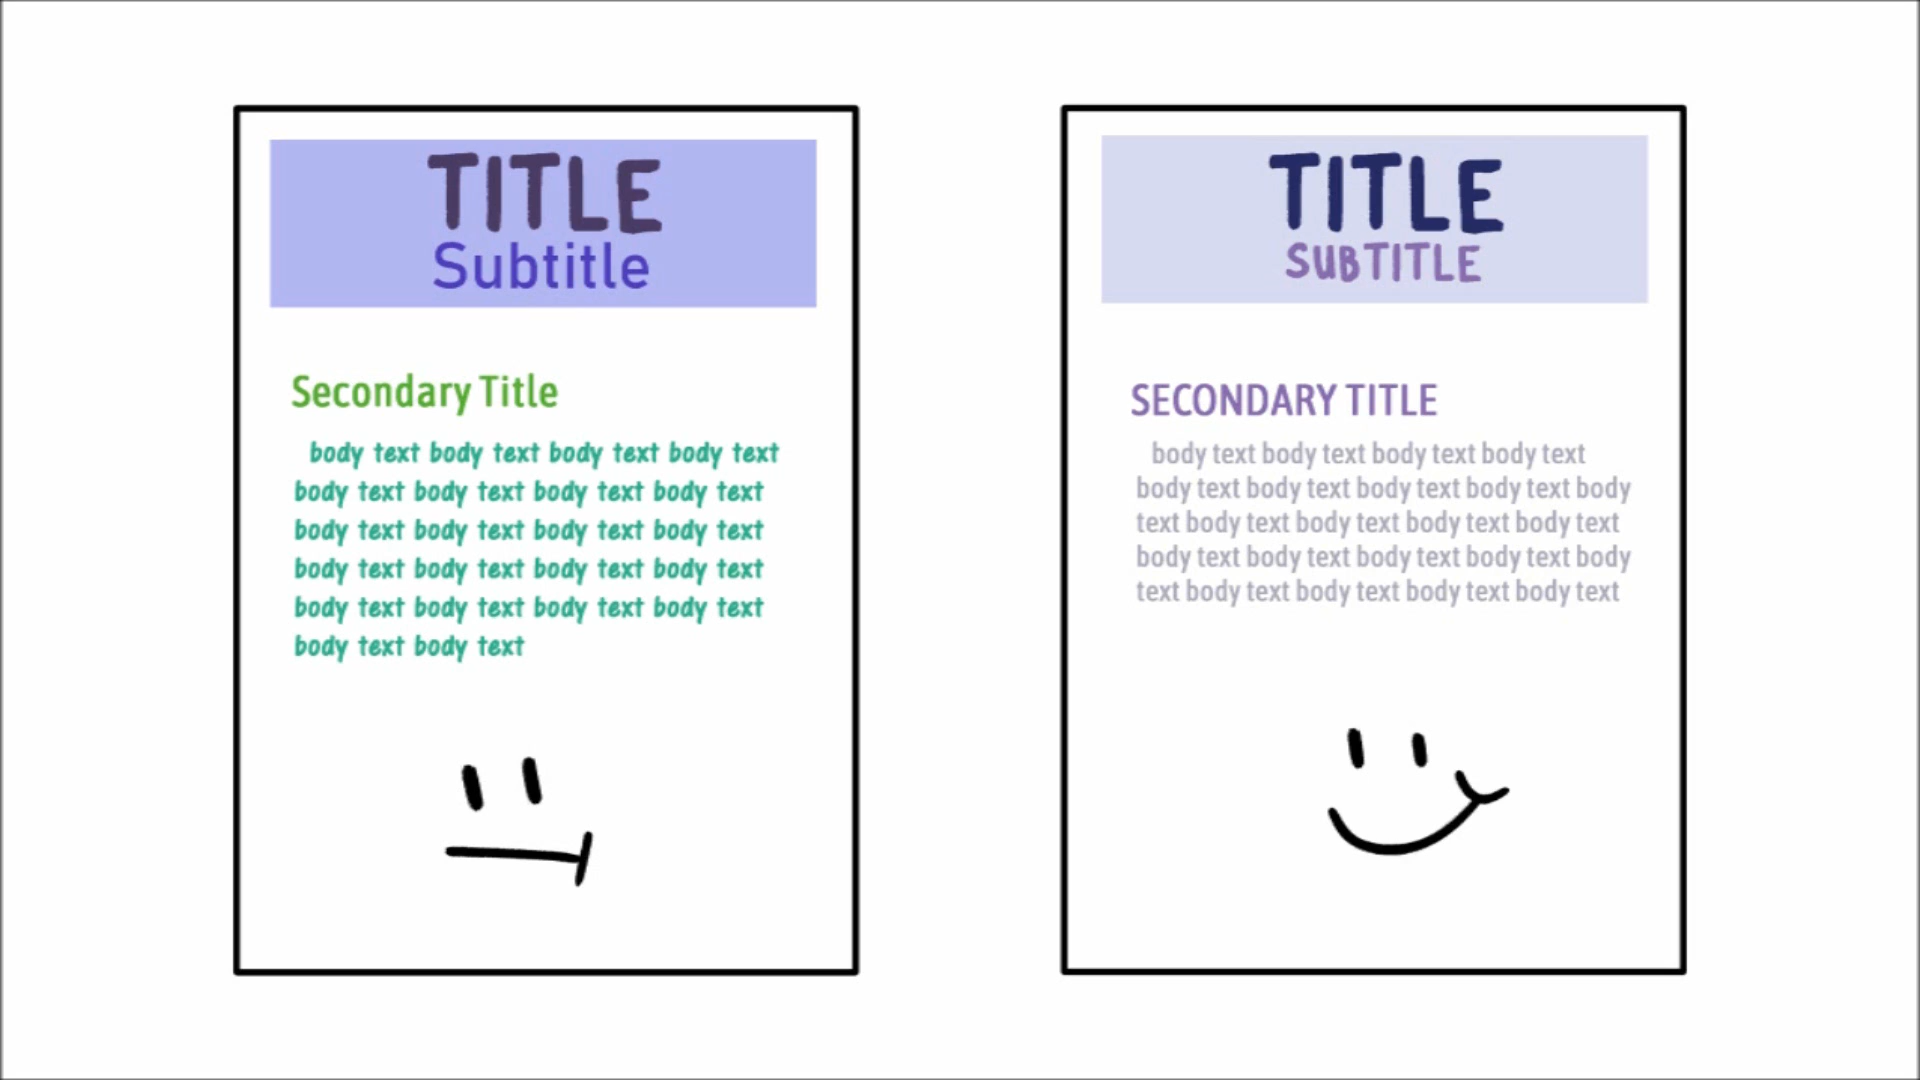 TITLE
Subtitle
Secondary Title
body text body text body text body text
body text body text body text body text
body text body text body text body text
body text body text body text body text
body text body text body text body text
body text body text
TITLE
SUBTITLE
SECONDARY TITLE
body text body text body text body text
body text body text body text body text body
text body text body text body text body text
body text body text body text body text body
text body text body text body text body text